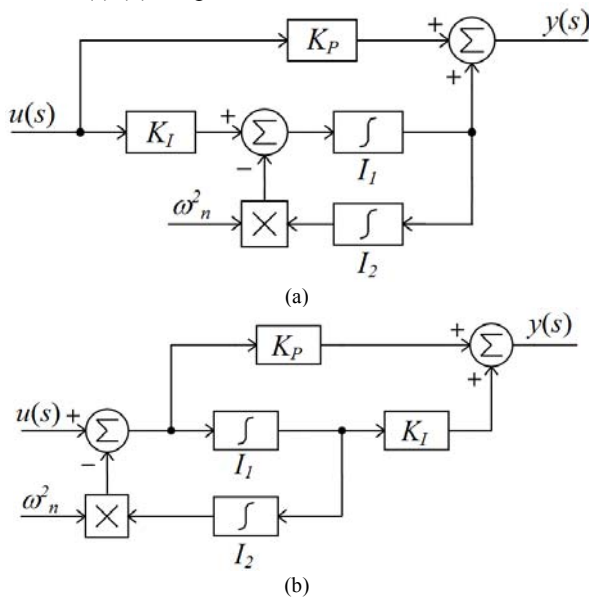 K_P
+
Σ
y(s)
+
u(s)
K_I
+
Σ
∫
I_1
−
ω²_n
×
∫
I_2
(a)
K_P
+
Σ
y(s)
+
u(s)
+
Σ
∫
I_1
K_I
−
ω²_n
×
∫
I_2
(b)